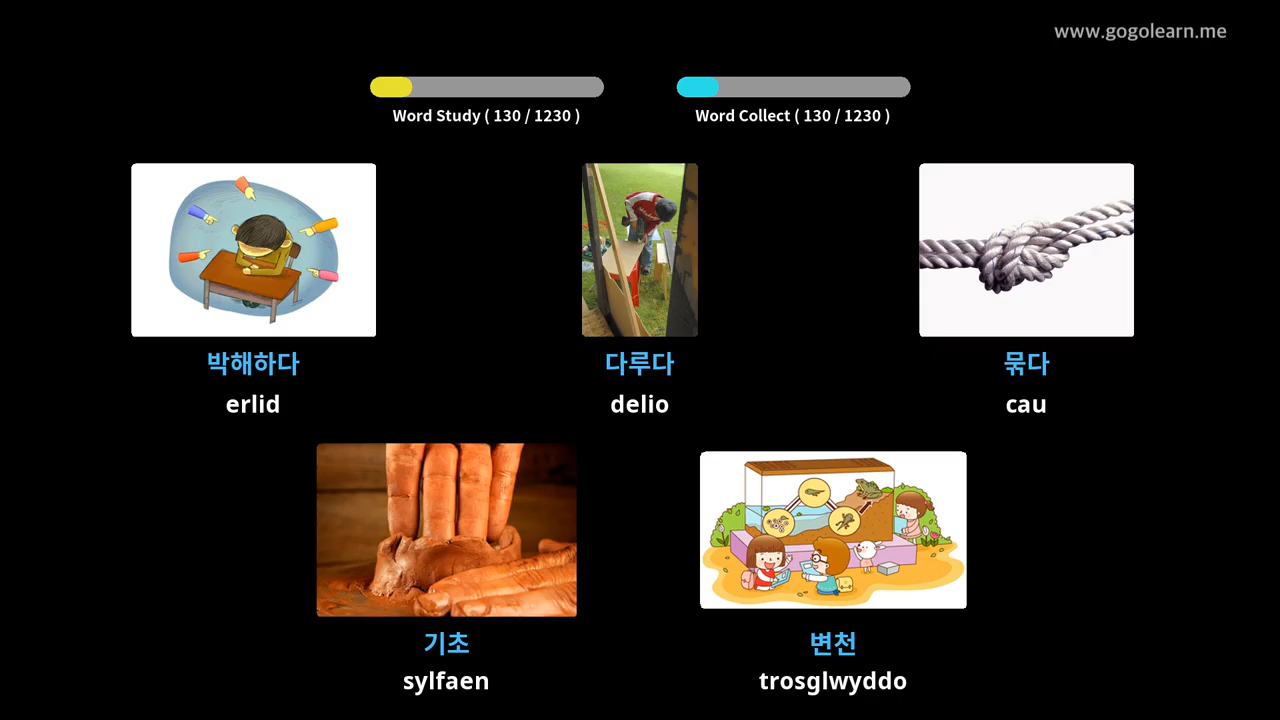 www.gogolearn.me
Word Study ( 130 / 1230 )
Word Collect ( 130 / 1230 )
박해하다
erlid
다루다
delio
묶다
cau
기초
sylfaen
변천
trosglwyddo